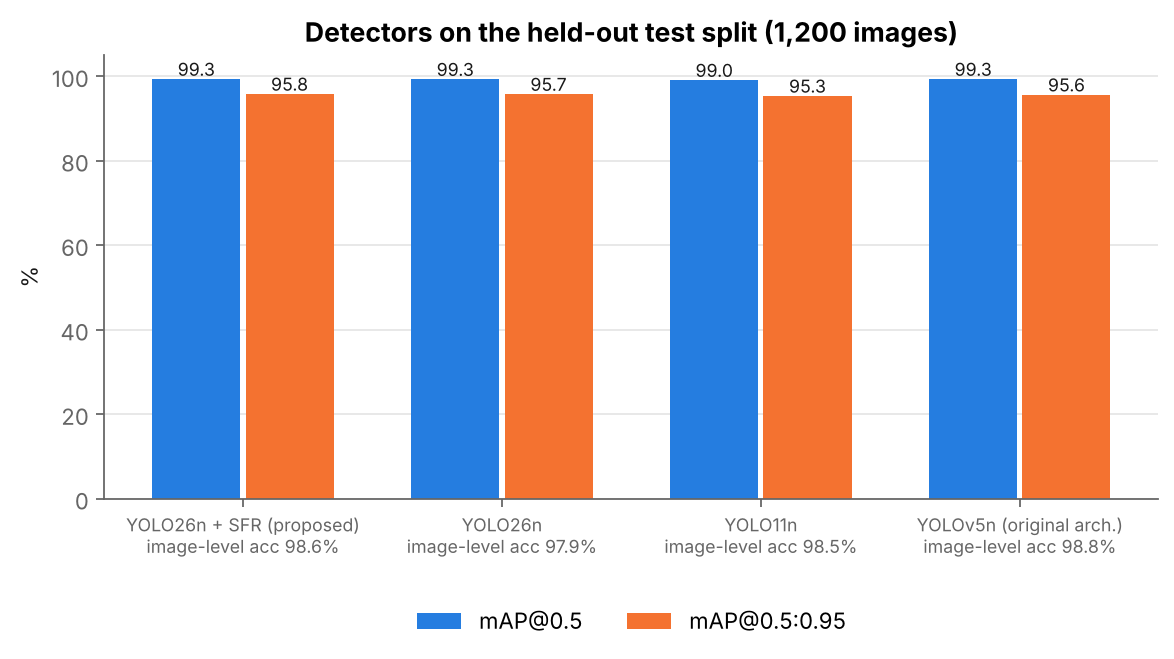 Detectors on the held-out test split (1,200 images)
99.3
95.8
99.3
95.7
99.0
95.3
99.3
95.6
100
80
60
40
20
0
%
YOLO26n + SFR (proposed)
image-level acc 98.6%
YOLO26n
image-level acc 97.9%
YOLO11n
image-level acc 98.5%
YOLOv5n (original arch.)
image-level acc 98.8%
mAP@0.5
mAP@0.5:0.95